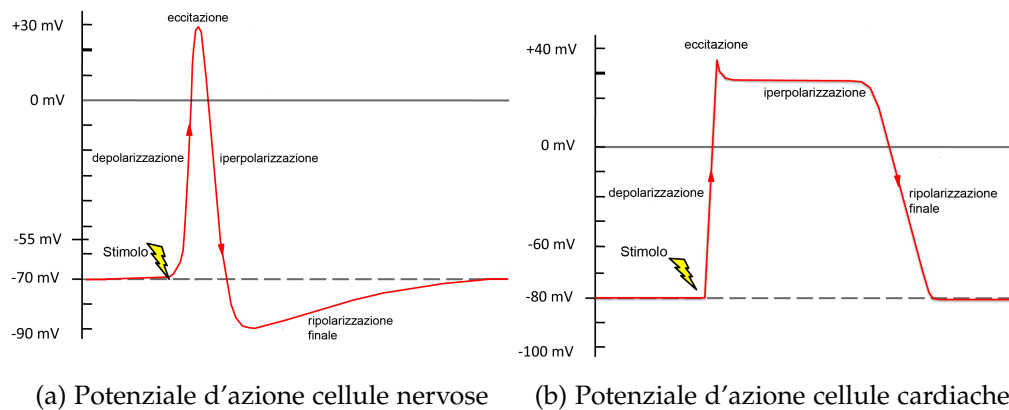 +30 mV
eccitazione
0 mV
depolarizzazione
iperpolarizzazione
-55 mV
Stimolo
-70 mV
-90 mV
ripolarizzazione
finale
(a) Potenziale d'azione cellule nervose
+40 mV
eccitazione
iperpolarizzazione
0 mV
depolarizzazione
ripolarizzazione
finale
-60 mV
Stimolo
-80 mV
-100 mV
(b) Potenziale d'azione cellule cardiache